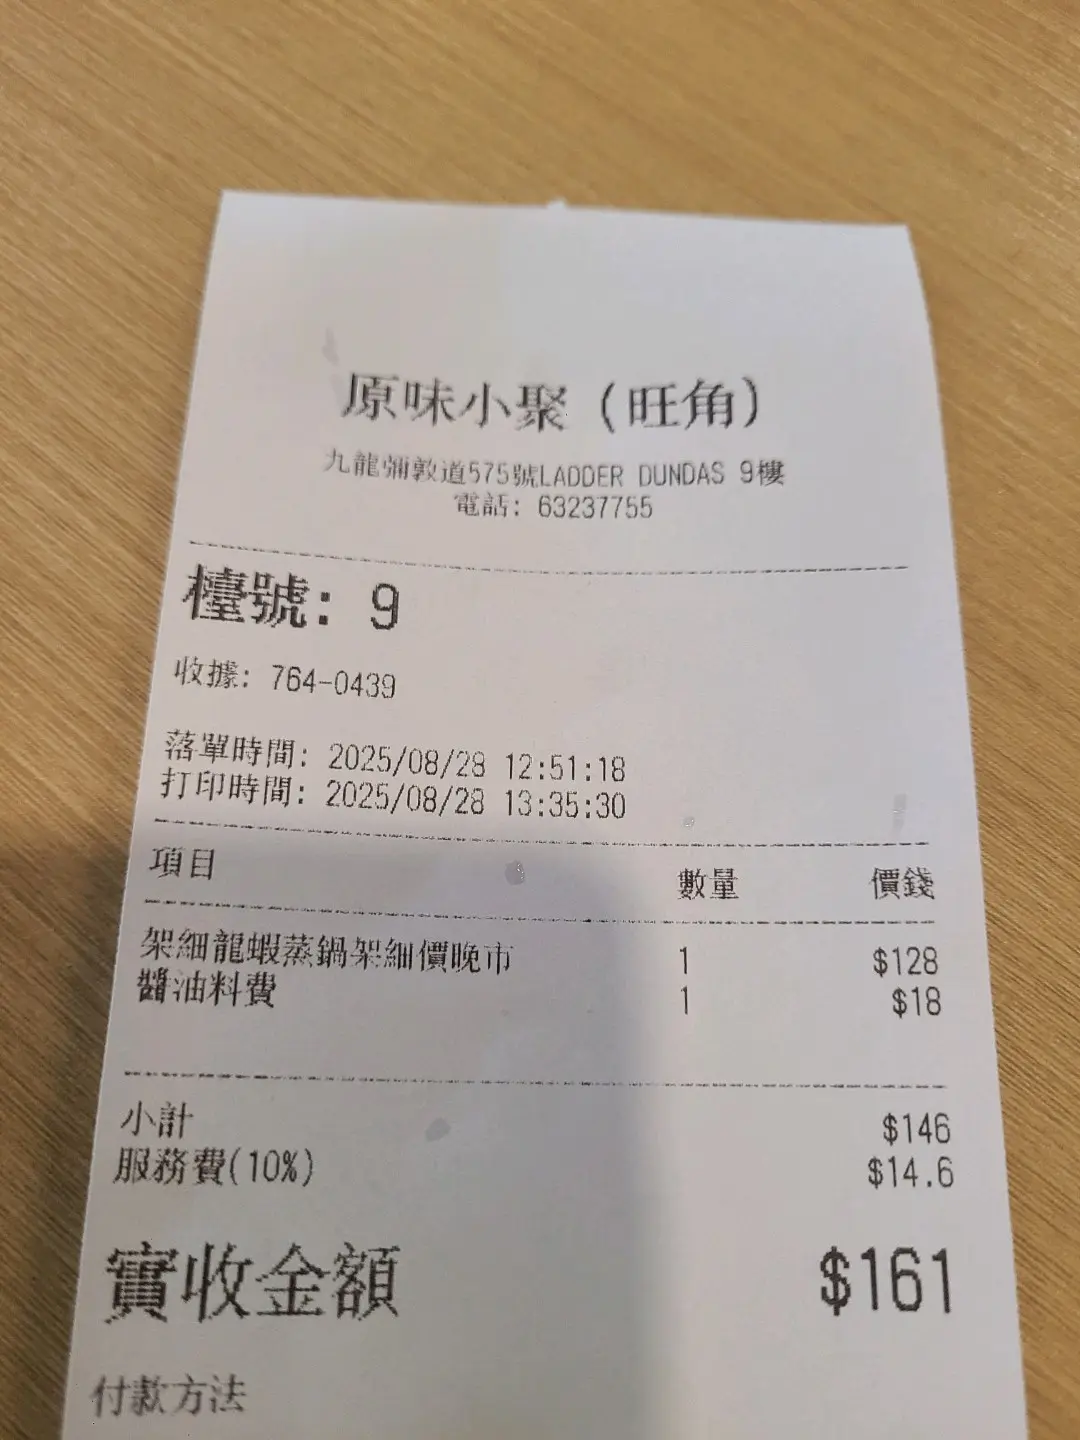 原味小聚（旺角）
九龍彌敦道575號LADDER DUNDAS 9樓
電話: 63237755
檯號: 9
收據: 764-0439
落單時間: 2025/08/28 12:51:18
打印時間: 2025/08/28 13:35:30
項目 數量 價錢
架細龍蝦蒸鍋架細價晚市 1 $128
醬油料費 1 $18
小計 $146
服務費(10%) $14.6
實收金額 $161
付款方法